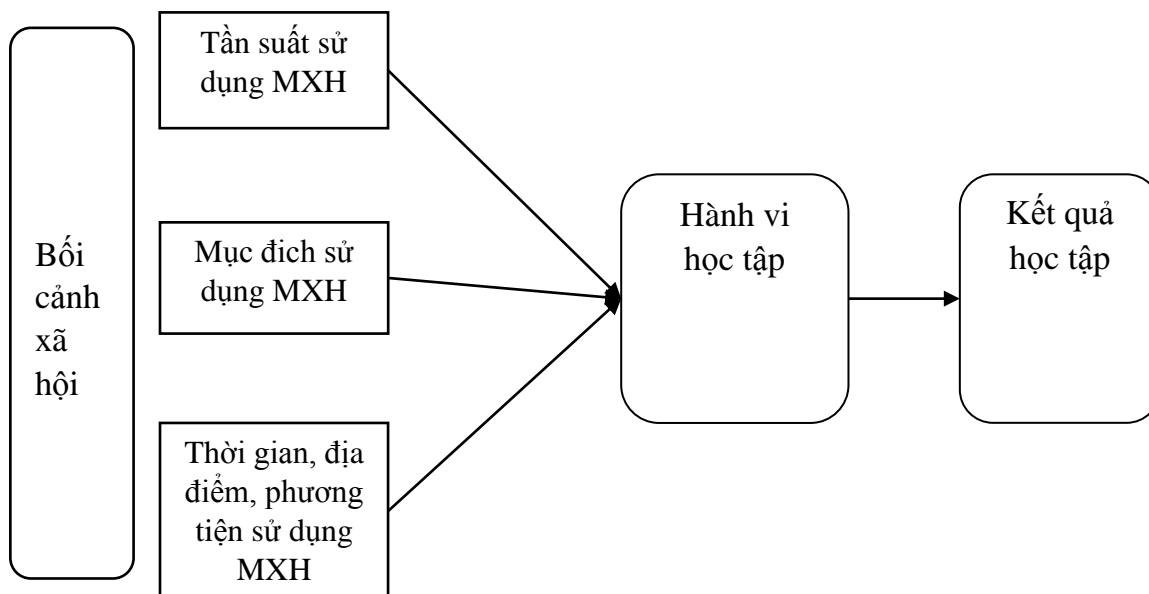 Bối
cảnh
xã
hội
Tần suất sử
dụng MXH
Mục đich sử
dụng MXH
Thời gian, địa
điểm, phương
tiện sử dụng
MXH
Hành vi
học tập
Kết quả
học tập